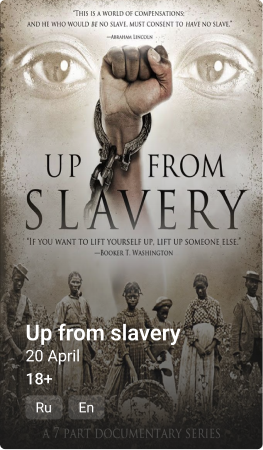 "THIS IS A WORLD OF COMPENSATIONS;
AND HE WHO WOULD BE NO SLAVE, MUST CONSENT TO HAVE NO SLAVE."
—ABRAHAM LINCOLN
UP FROM
SLAVERY
"IF YOU WANT TO LIFT YOURSELF UP, LIFT UP SOMEONE ELSE."
—BOOKER T. WASHINGTON
Up from slavery
20 April
18+
Ru En
A 7 PART DOCUMENTARY SERIES